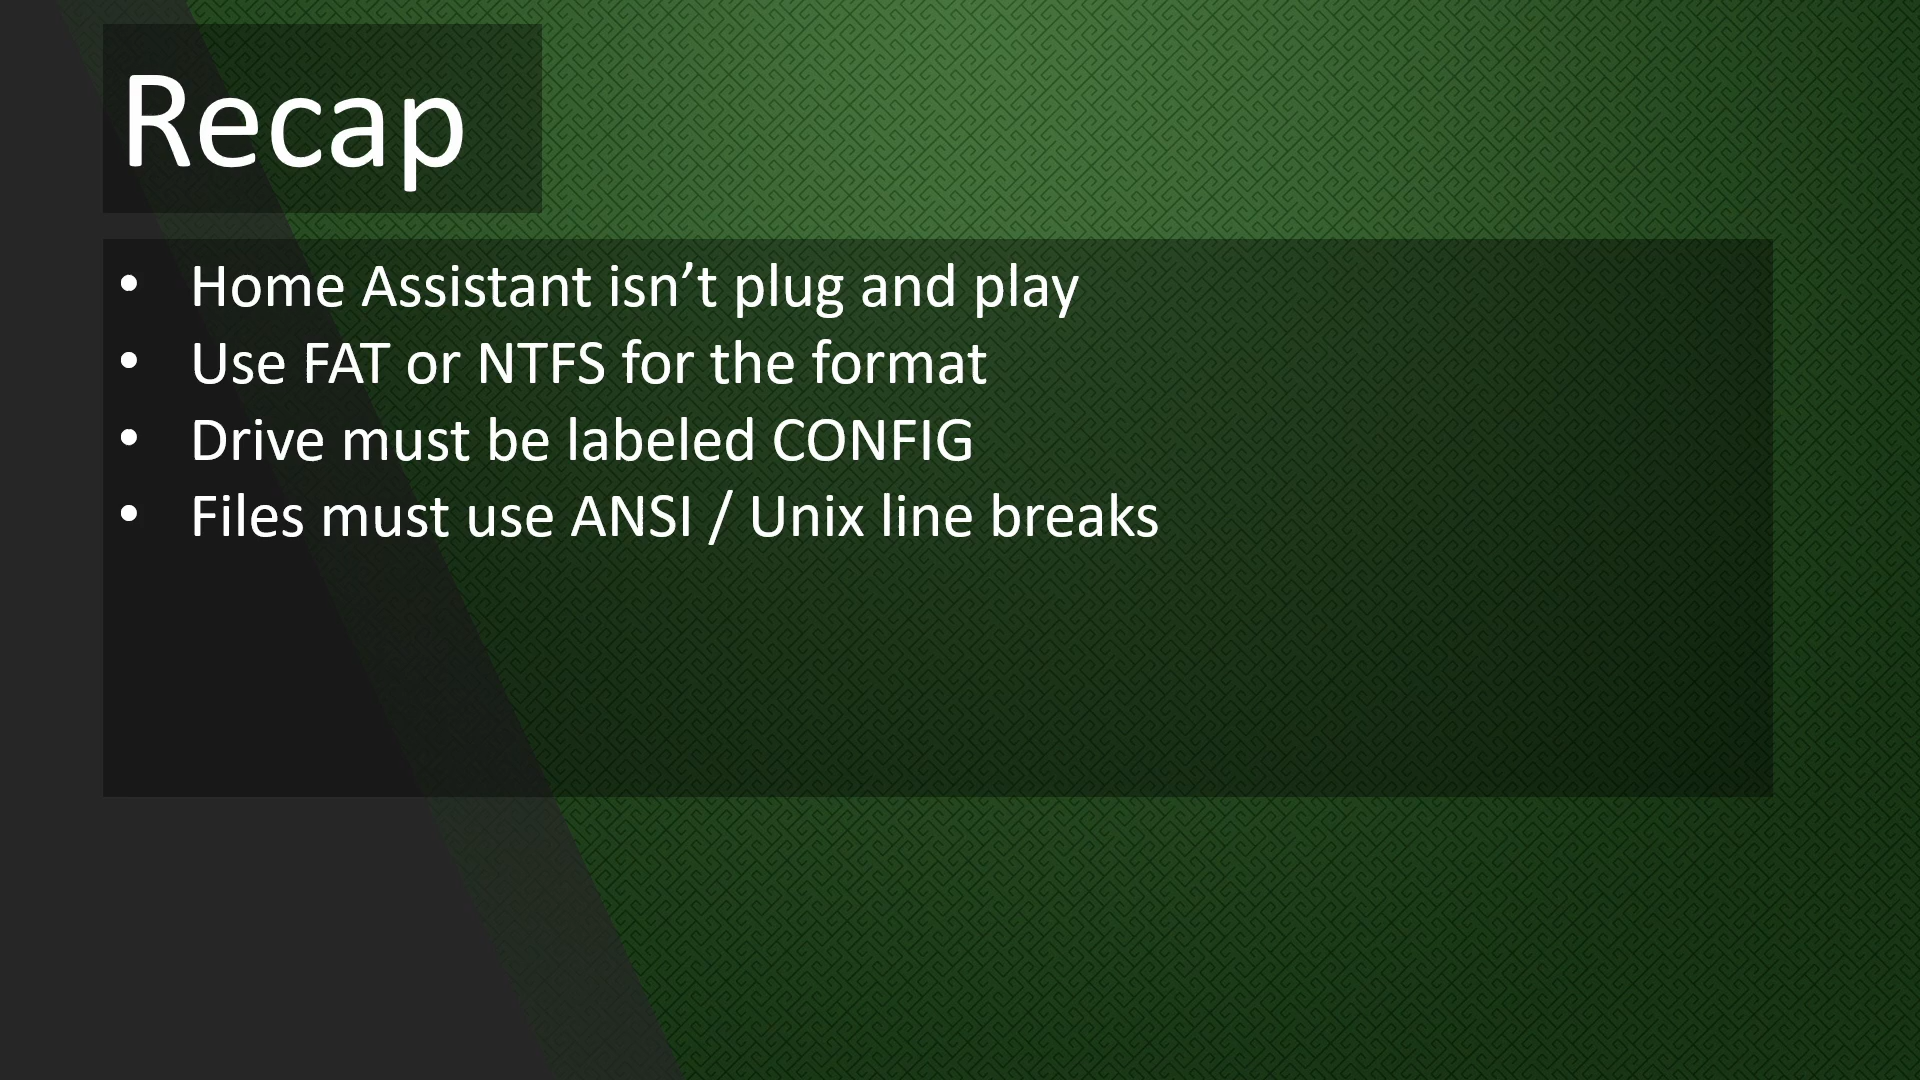 Recap
• Home Assistant isn’t plug and play
• Use FAT or NTFS for the format
• Drive must be labeled CONFIG
• Files must use ANSI / Unix line breaks